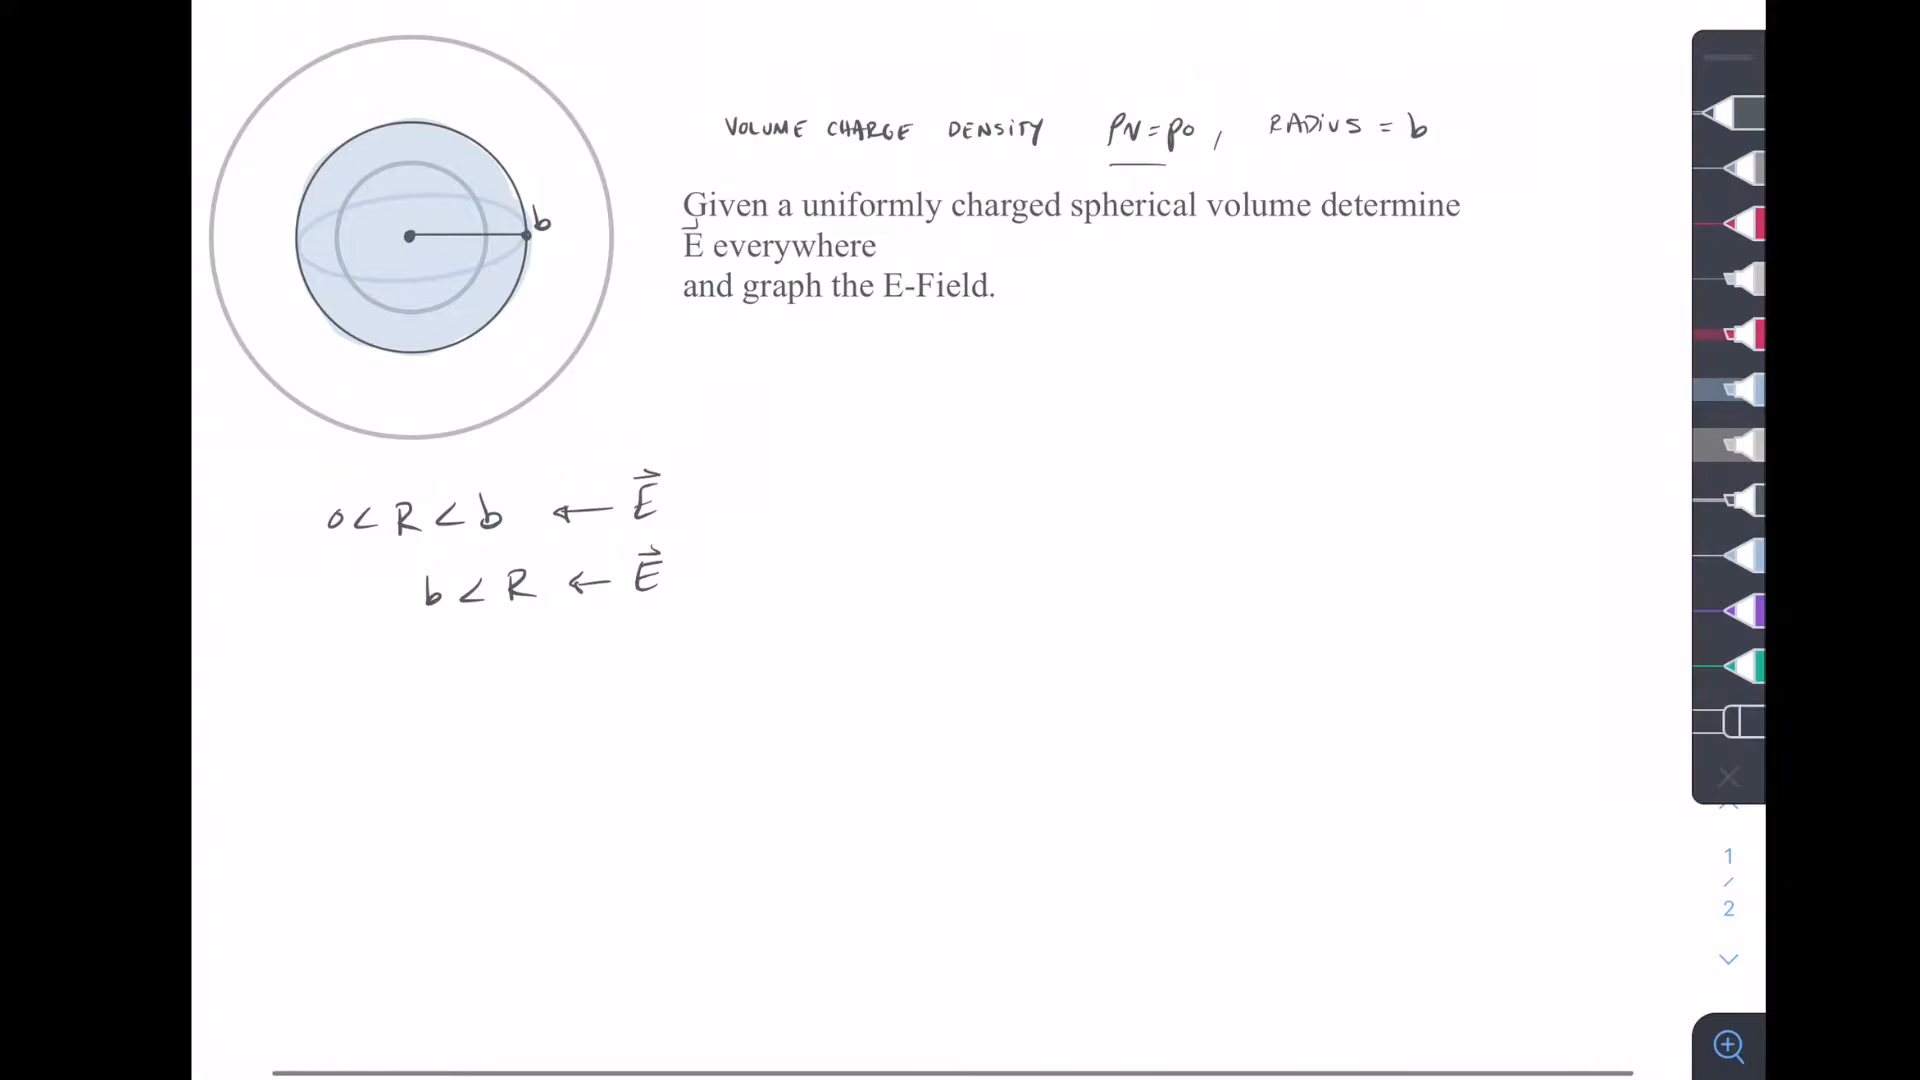 VOLUME CHARGE DENSITY ρv = ρ0, RADIUS = b
Given a uniformly charged spherical volume determine
E everywhere
and graph the E-Field.
b
0 < R < b ← E⃗
b < R ← E⃗
1
/
2